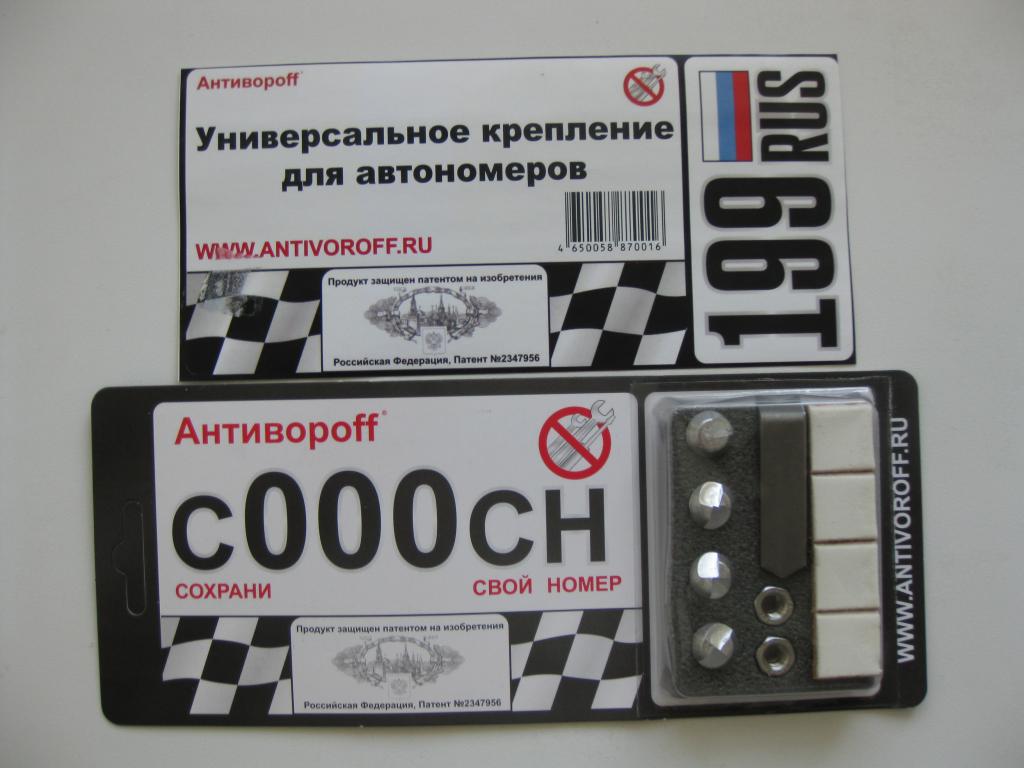 Антивороff
Универсальное крепление
для автономеров
WWW.ANTIVOROFF.RU
4 650058 870016
Продукт защищен патентом на изобретения
Российская Федерация, Патент №2347956
199 RUS
Антивороff®
с000сн
СОХРАНИ СВОЙ НОМЕР
Продукт защищен патентом на изобретения
Российская Федерация, Патент №2347956
WWW.ANTIVOROFF.RU